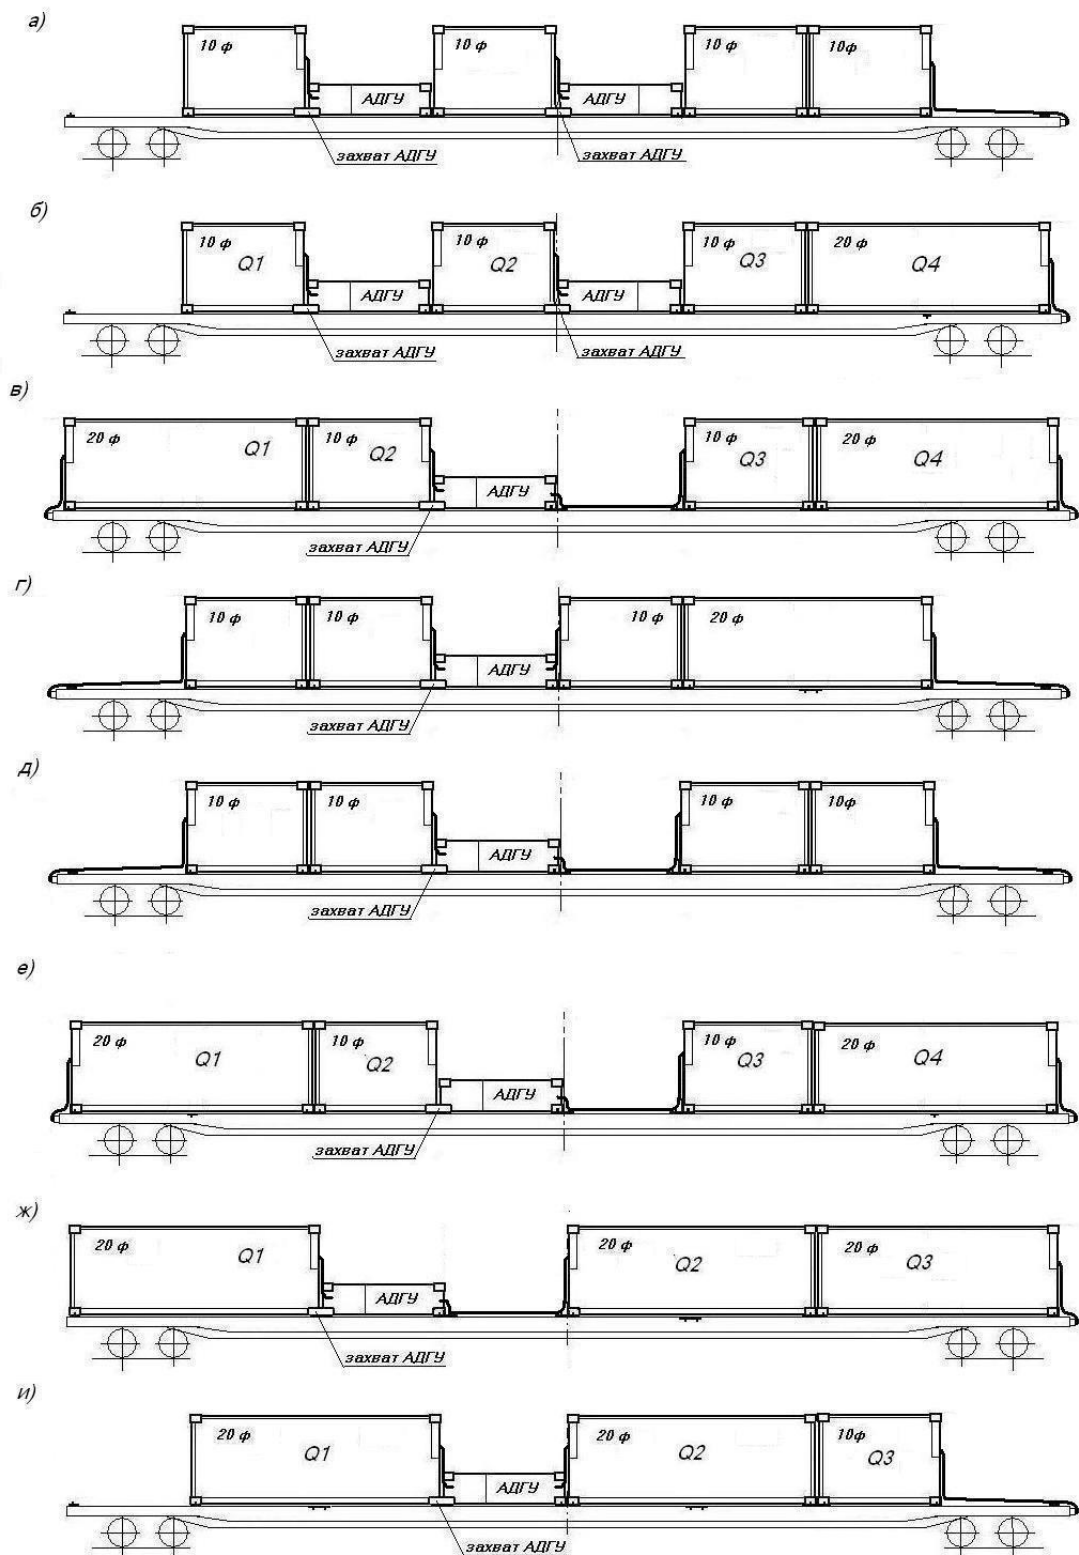 а)
10 ф 10 ф 10 ф 10ф
АДГУ АДГУ
захват АДГУ захват АДГУ
б)
10 ф 10 ф 10 ф 20 ф
Q1 Q2 Q3 Q4
АДГУ АДГУ
захват АДГУ захват АДГУ
в)
20 ф Q1 10 ф Q2 10 ф Q3 20 ф Q4
АДГУ
захват АДГУ
г)
10 ф 10 ф 10 ф 20 ф
АДГУ
захват АДГУ
д)
10 ф 10 ф 10 ф 10ф
АДГУ
захват АДГУ
е)
20 ф Q1 10 ф Q2 10 ф Q3 20 ф Q4
АДГУ
захват АДГУ
ж)
20 ф Q1 20 ф Q2 20 ф Q3
АДГУ
захват АДГУ
и)
20 ф Q1 20 ф Q2 10ф Q3
АДГУ
захват АДГУ